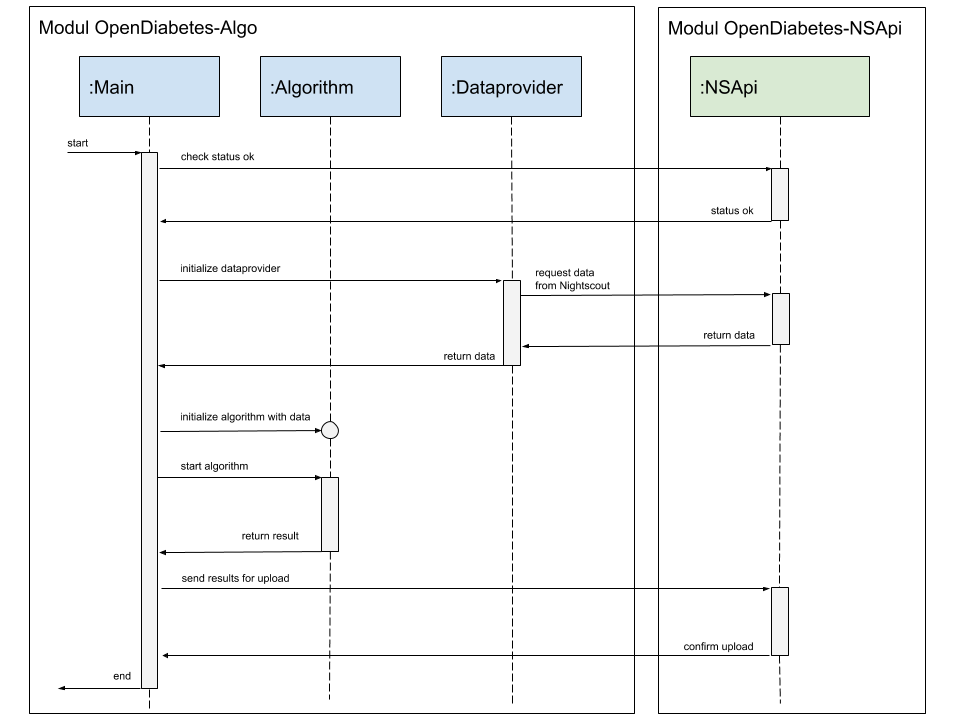 Modul OpenDiabetes-Algo
Modul OpenDiabetes-NSApi
:Main
:Algorithm
:Dataprovider
:NSApi
start
check status ok
status ok
initialize dataprovider
request data
from Nightscout
return data
return data
initialize algorithm with data
start algorithm
return result
send results for upload
confirm upload
end